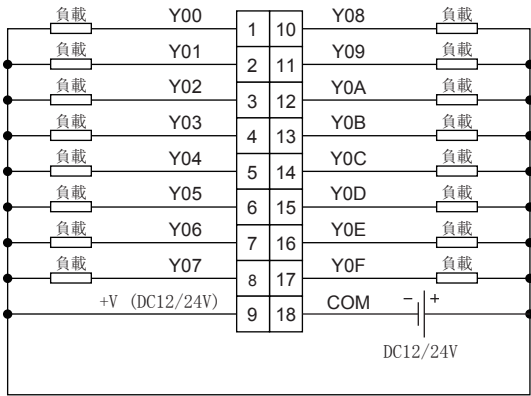 負載 Y00 1 10 Y08 負載
負載 Y01 2 11 Y09 負載
負載 Y02 3 12 Y0A 負載
負載 Y03 4 13 Y0B 負載
負載 Y04 5 14 Y0C 負載
負載 Y05 6 15 Y0D 負載
負載 Y06 7 16 Y0E 負載
負載 Y07 8 17 Y0F 負載
+V (DC12/24V) 9 18 COM − +
DC12/24V